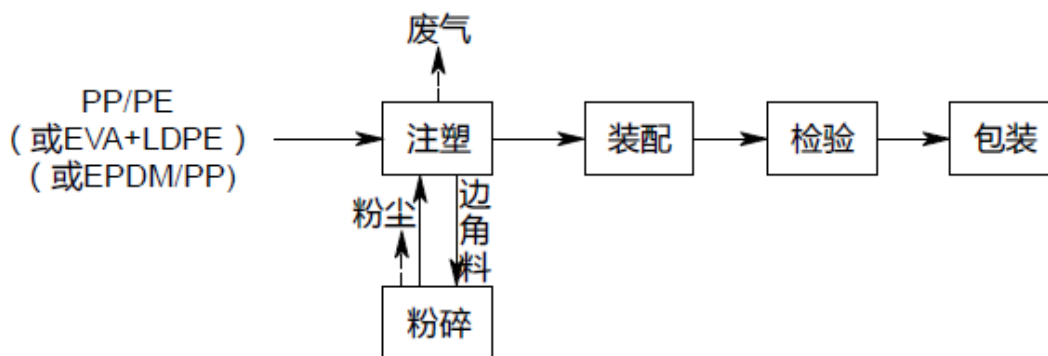 废气
PP/PE
（或EVA+LDPE）
（或EPDM/PP)
注塑
装配
检验
包装
粉尘
边角料
粉碎